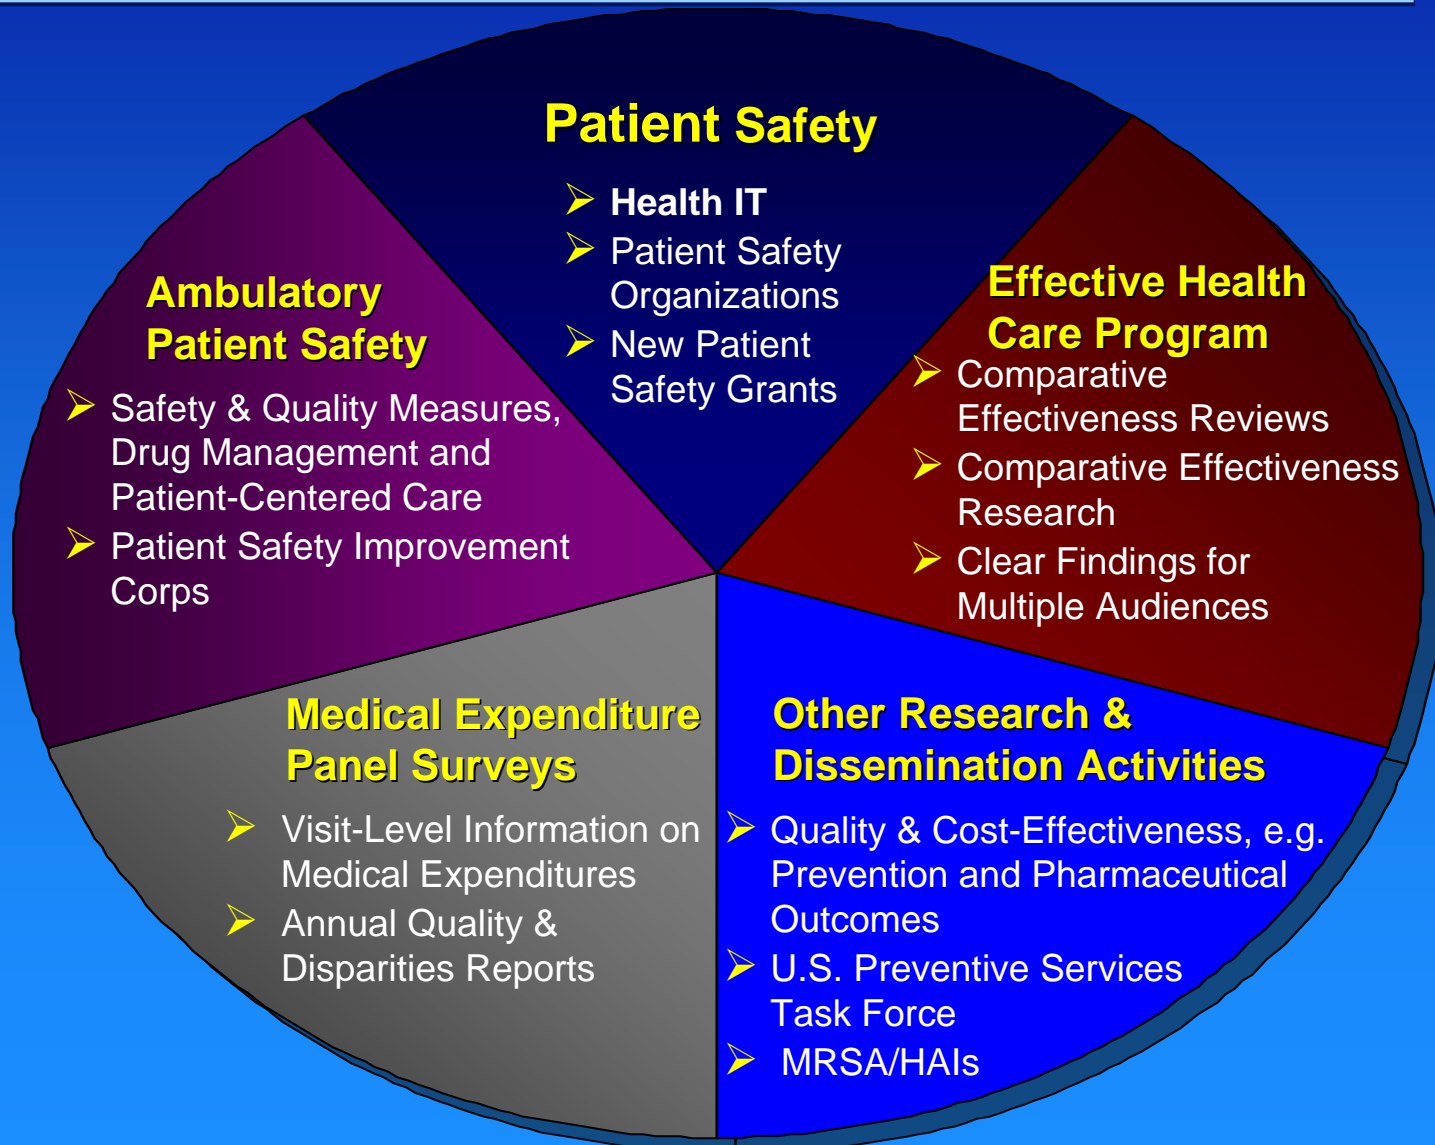 Patient Safety
➢ Health IT
➢ Patient Safety
Organizations
➢ New Patient
Safety Grants
Ambulatory
Patient Safety
➢ Safety & Quality Measures,
Drug Management and
Patient-Centered Care
➢ Patient Safety Improvement
Corps
Effective Health
Care Program
➢ Comparative
Effectiveness Reviews
➢ Comparative Effectiveness
Research
➢ Clear Findings for
Multiple Audiences
Medical Expenditure
Panel Surveys
➢ Visit-Level Information on
Medical Expenditures
➢ Annual Quality &
Disparities Reports
Other Research &
Dissemination Activities
➢ Quality & Cost-Effectiveness, e.g.
Prevention and Pharmaceutical
Outcomes
➢ U.S. Preventive Services
Task Force
➢ MRSA/HAIs